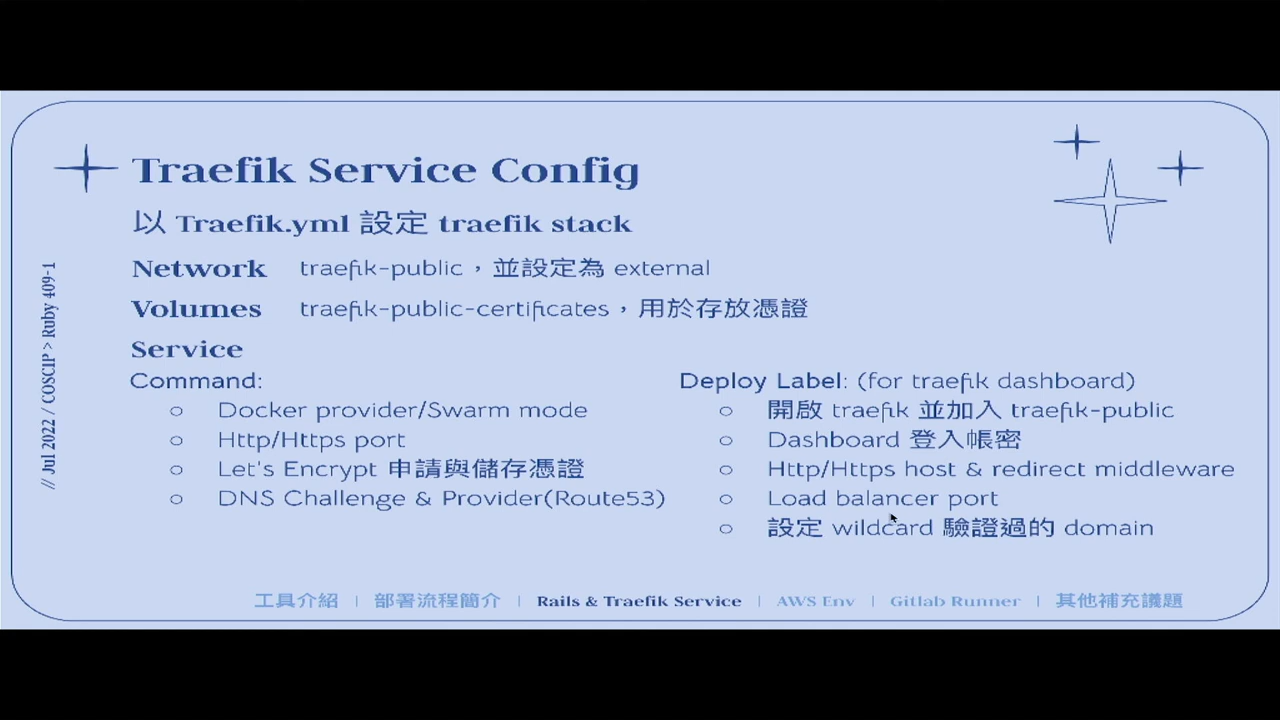 Traefik Service Config
以 Traefik.yml 設定 traefik stack
Network traefik-public，並設定為 external
Volumes traefik-public-certificates，用於存放憑證
Service
Command:
○ Docker provider/Swarm mode
○ Http/Https port
○ Let's Encrypt 申請與儲存憑證
○ DNS Challenge & Provider(Route53)
Deploy Label: (for traefik dashboard)
○ 開啟 traefik 並加入 traefik-public
○ Dashboard 登入帳密
○ Http/Https host & redirect middleware
○ Load balancer port
○ 設定 wildcard 驗證過的 domain
// Jul 2022 / COSCIP > Ruby 409-1
工具介紹 | 部署流程簡介 | Rails & Traefik Service | AWS Env | Gitlab Runner | 其他補充議題